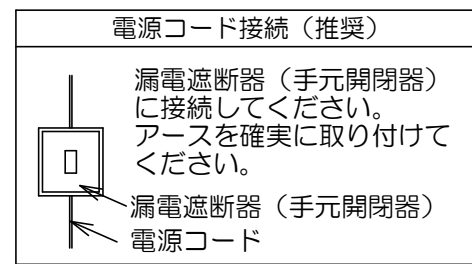 電源コード接続（推奨）
漏電遮断器（手元開閉器）
に接続してください。
アースを確実に取り付けて
ください。
漏電遮断器（手元開閉器）
電源コード